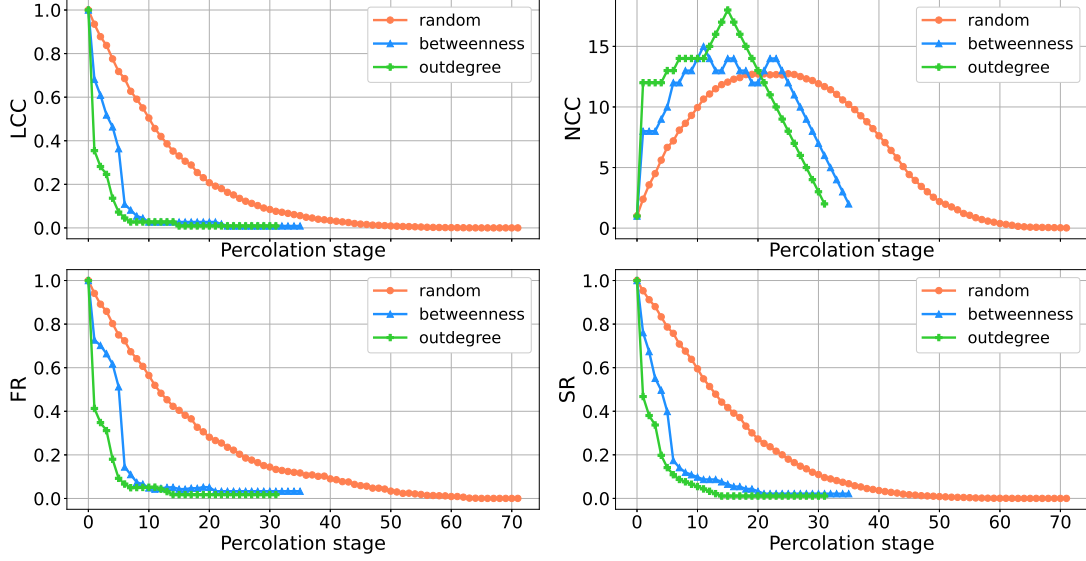 LCC
1.0
0.8
0.6
0.4
0.2
0.0
random
betweenness
outdegree
Percolation stage
NCC
15
10
5
0
random
betweenness
outdegree
Percolation stage
FR
1.0
0.8
0.6
0.4
0.2
0.0
random
betweenness
outdegree
0 10 20 30 40 50 60 70
Percolation stage
SR
1.0
0.8
0.6
0.4
0.2
0.0
random
betweenness
outdegree
0 10 20 30 40 50 60 70
Percolation stage